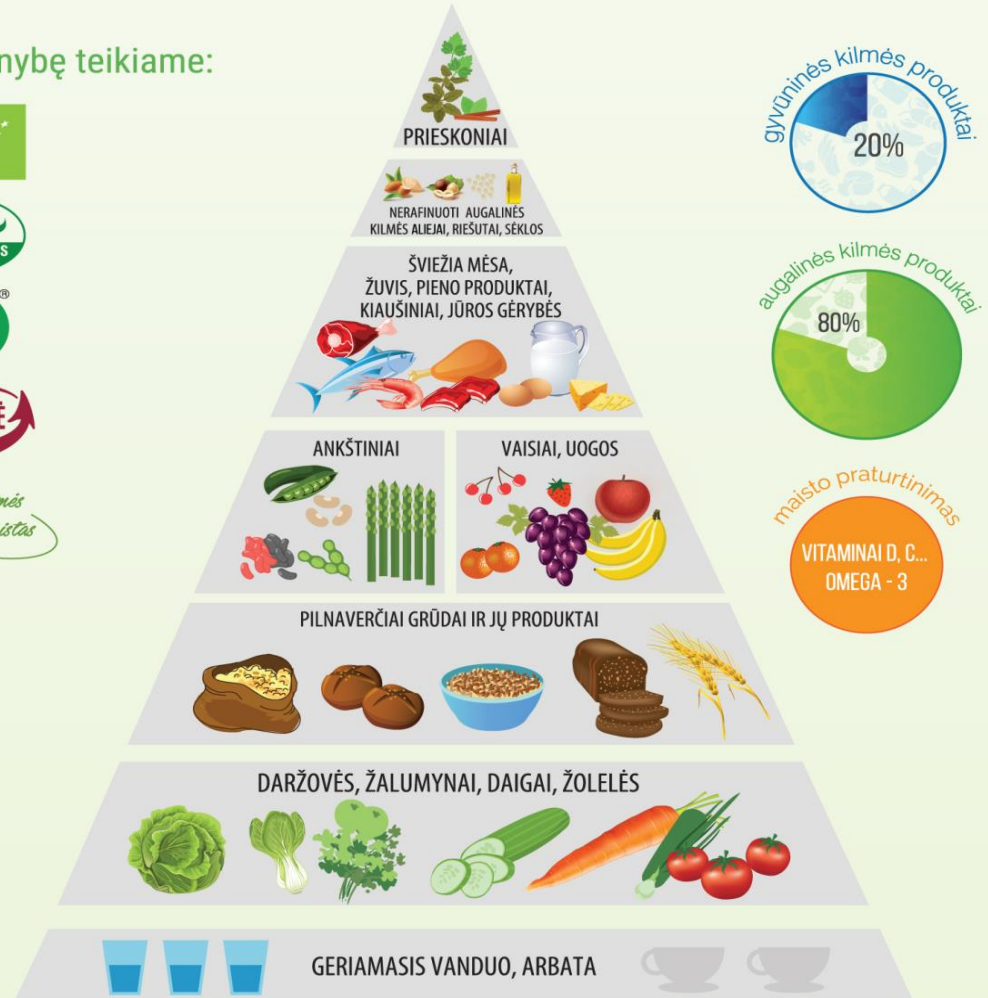 teikiame:
PRIESKONIAI
NERAFINUOTI AUGALINĖS
KILMĖS ALIEJAI, RIEŠUTAI, SĖKLOS
ŠVIEŽIA MĖSA,
ŽUVIS, PIENO PRODUKTAI,
KIAUŠINIAI, JŪROS GĖRYBĖS
ANKŠTINIAI
VAISIAI, UOGOS
PILNAVERČIAI GRŪDAI IR JŲ PRODUKTAI
DARŽOVĖS, ŽALUMYNAI, DAIGAI, ŽOLELĖS
GERIAMASIS VANDUO, ARBATA
gyvūninės kilmės produktai
20%
augalinės kilmės produktai
80%
maisto praturtinimas
VITAMINAI D, C...
OMEGA - 3